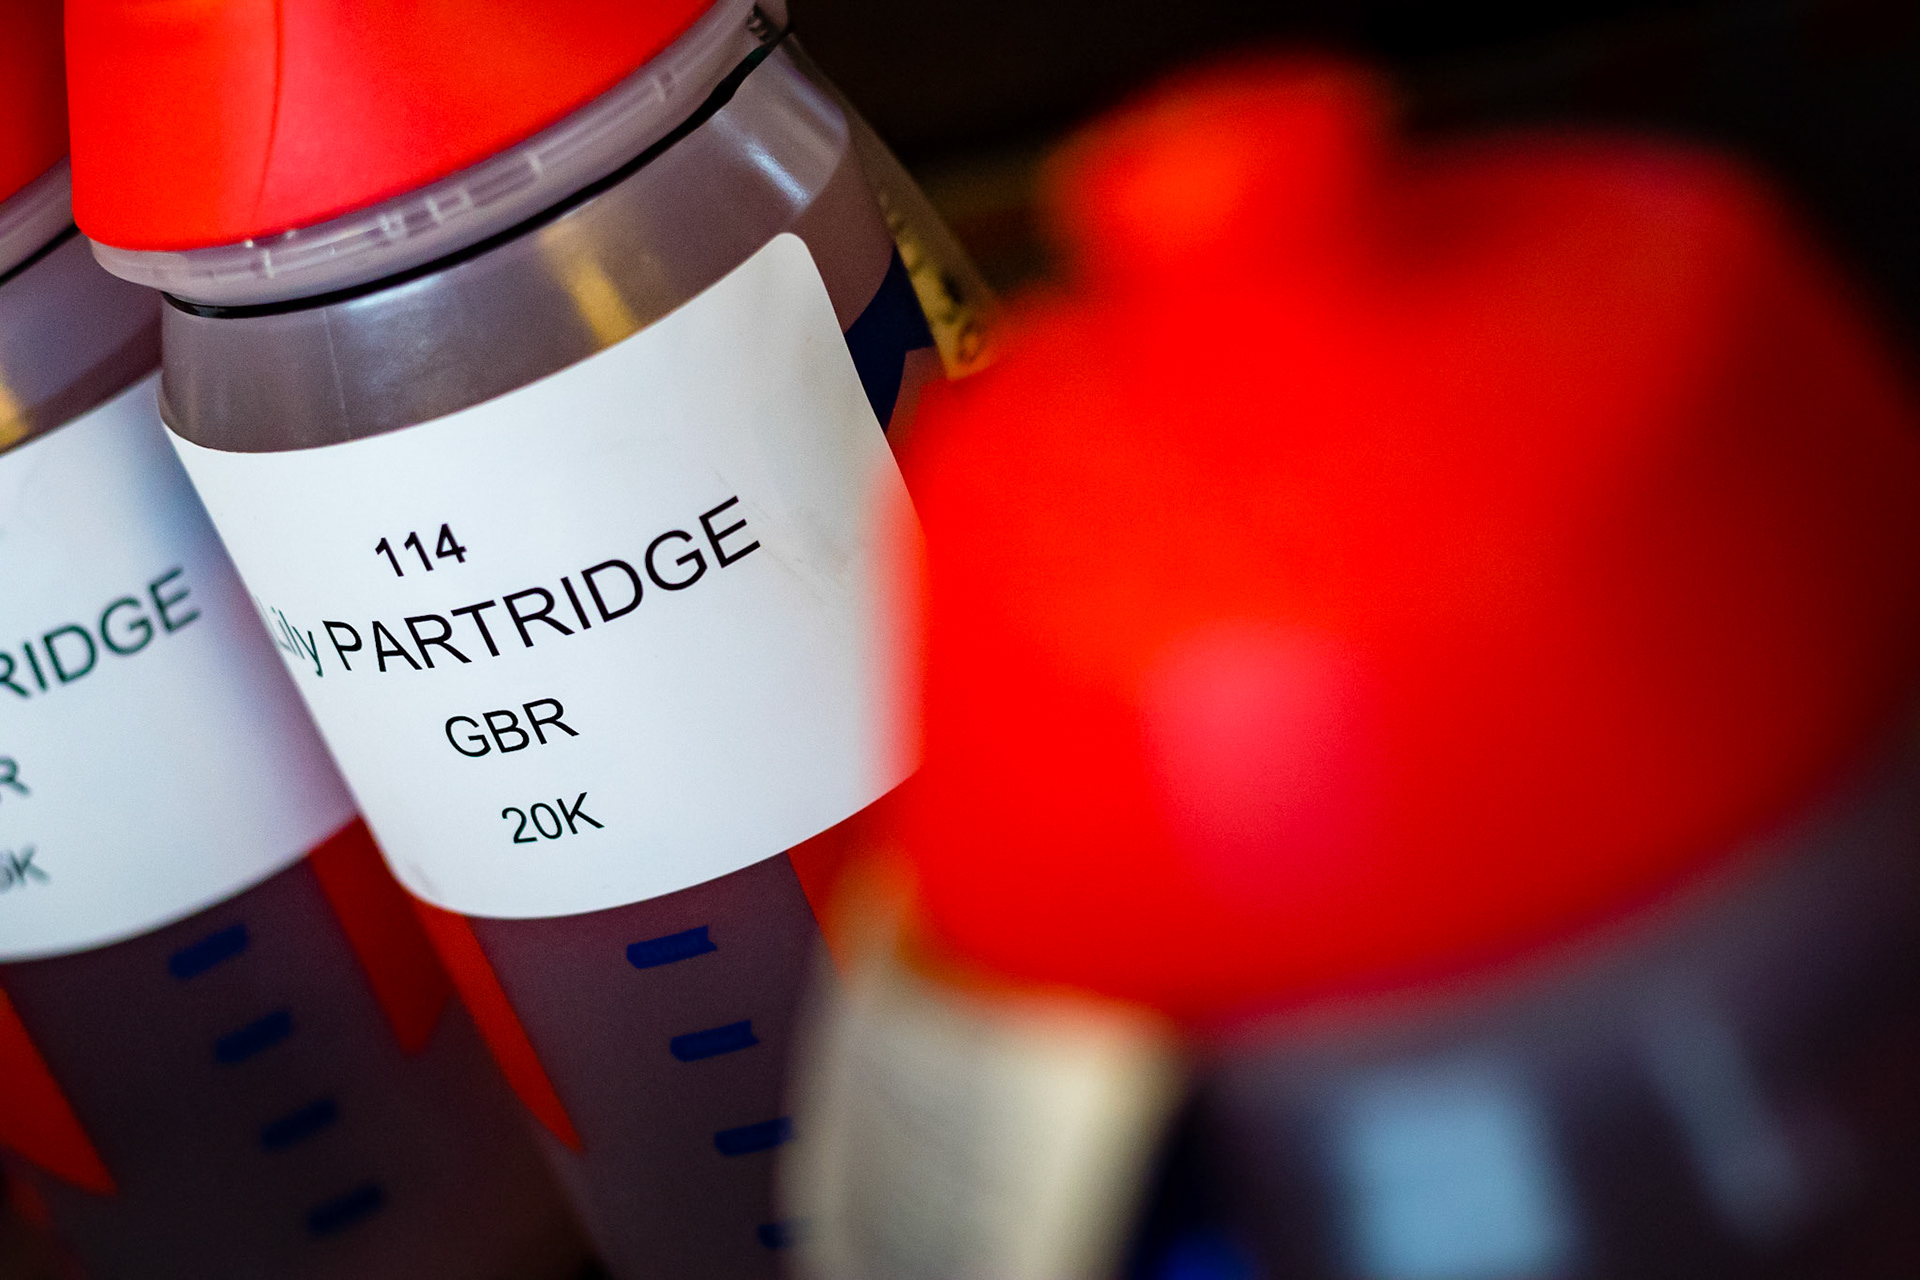 114
Lily PARTRIDGE
GBR
20K
RIDGE
R
K